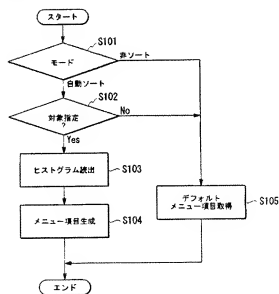 スタート
S101
モード
非ソート
自動ソート
S102
対象指定
?
No
Yes
ヒストグラム読出
S103
メニュー項目生成
S104
デフォルト
メニュー項目取得
S105
エンド